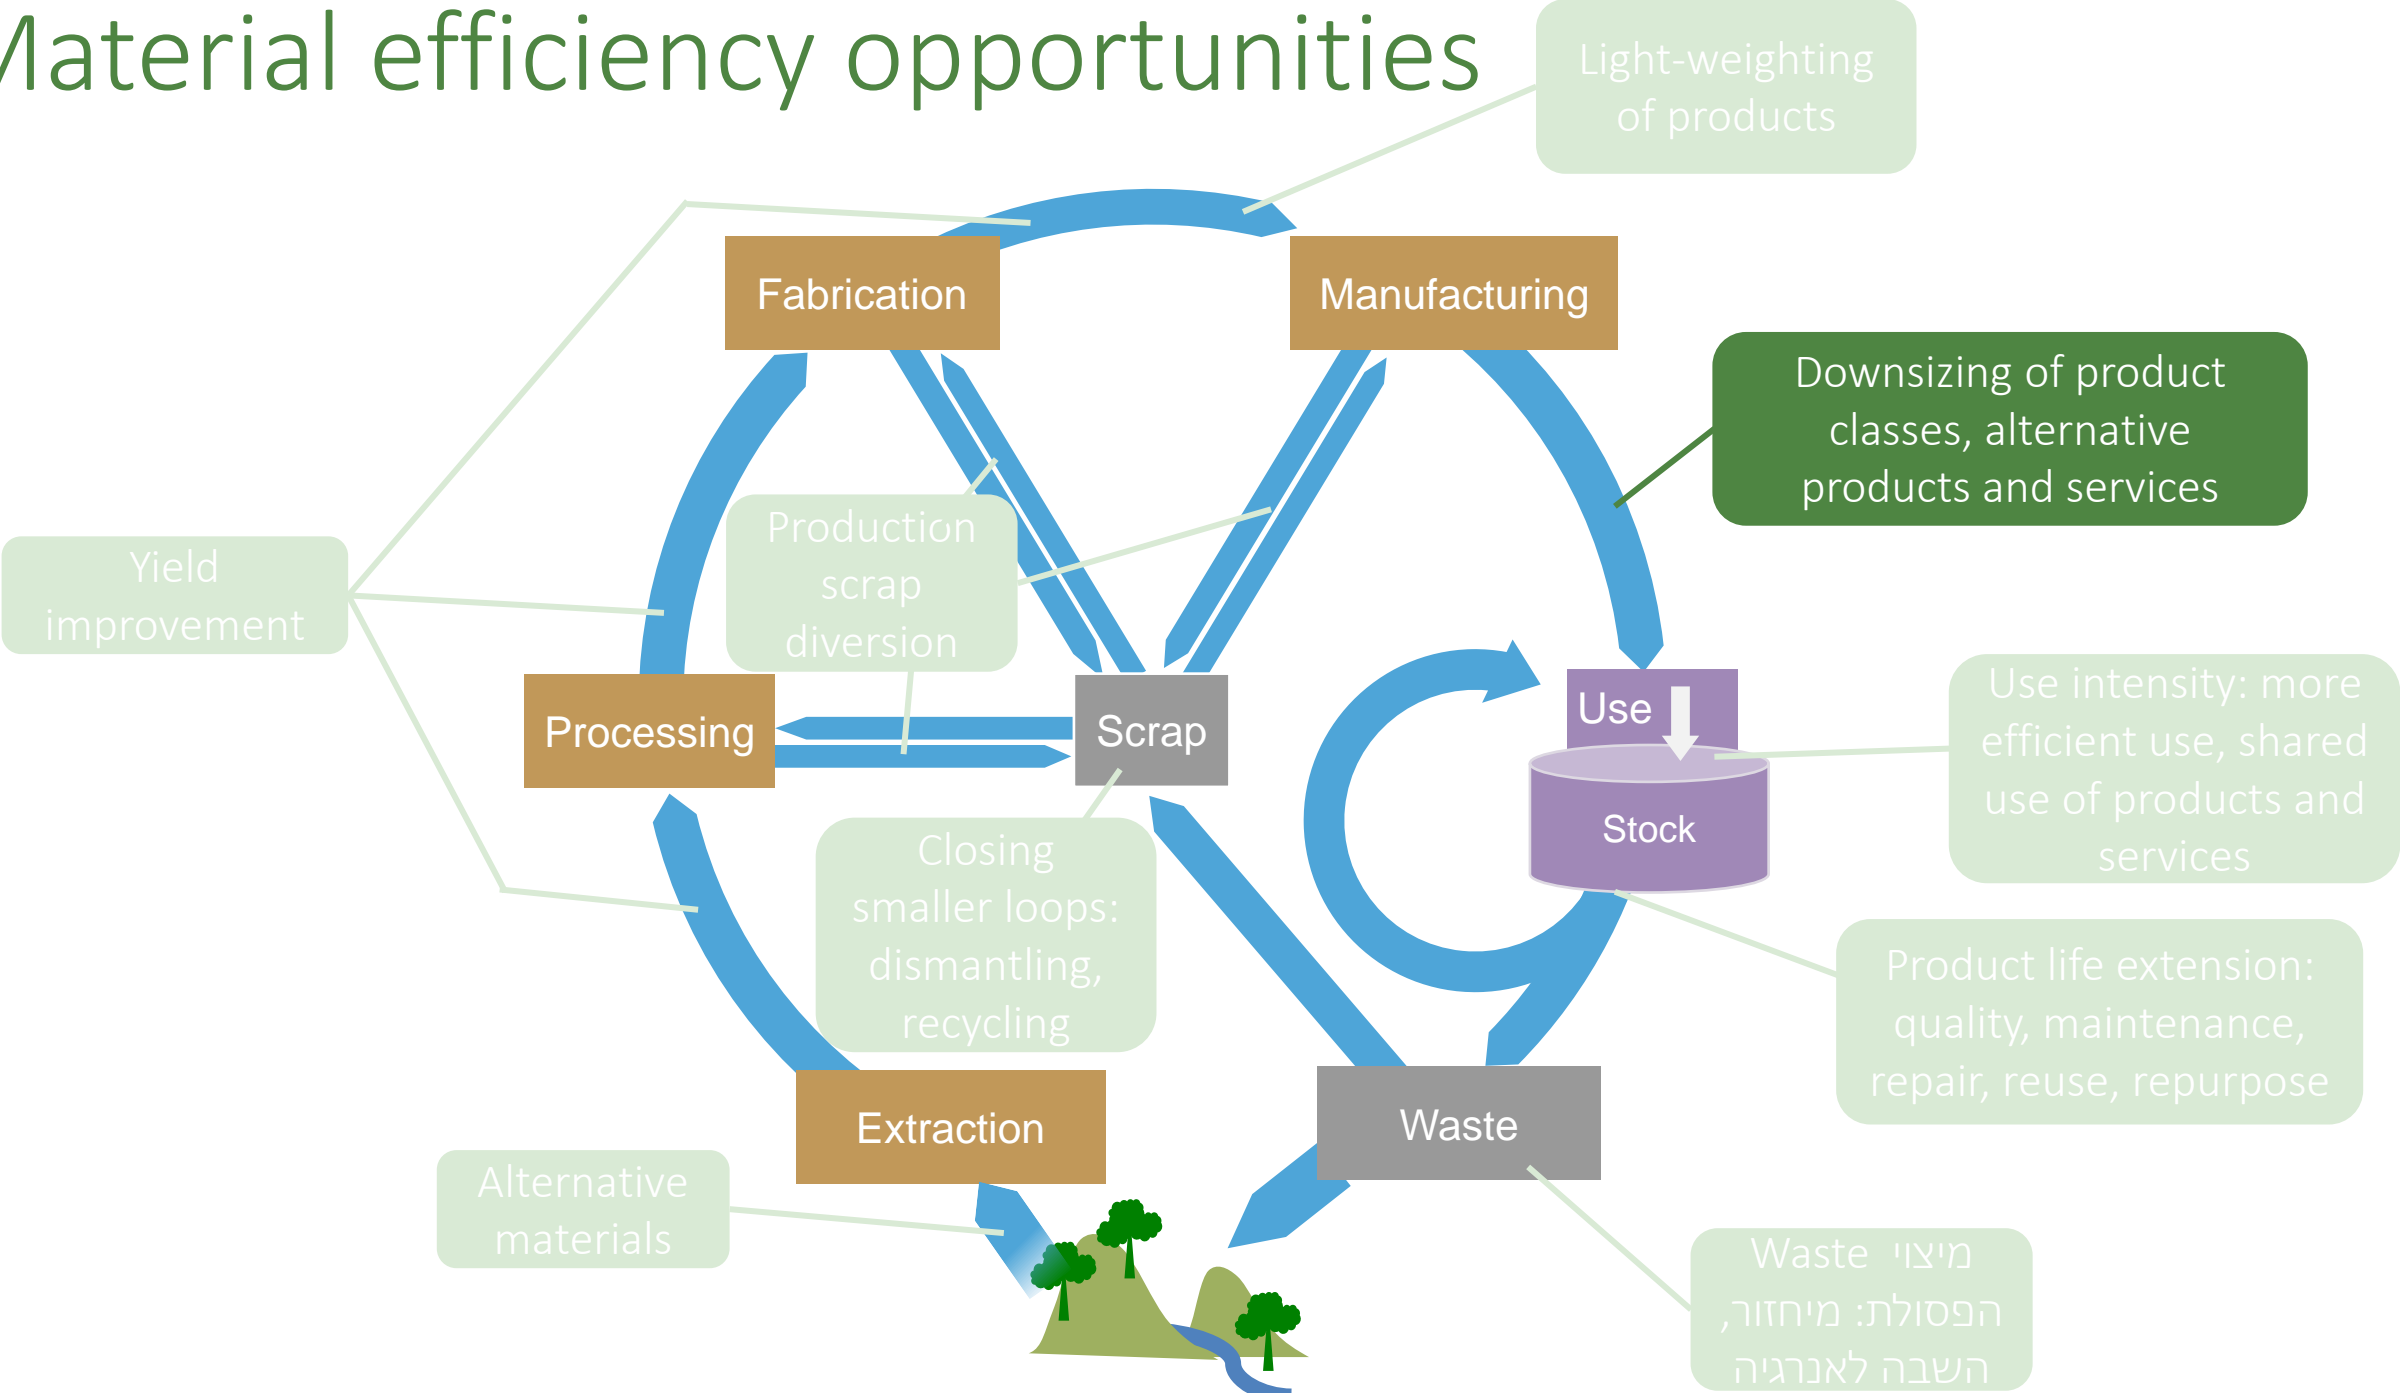 Material efficiency opportunities
Light-weighting
of products
Fabrication
Manufacturing
Downsizing of product
classes, alternative
products and services
Production
scrap
diversion
Yield
improvement
Processing
Scrap
Use
Stock
Use intensity: more
efficient use, shared
use of products and
services
Closing
smaller loops:
dismantling,
recycling
Product life extension:
quality, maintenance,
repair, reuse, repurpose
Extraction
Waste
Alternative
materials
Waste מיצוי
הפסולת: מיחזור,
השבה לאנרגיה